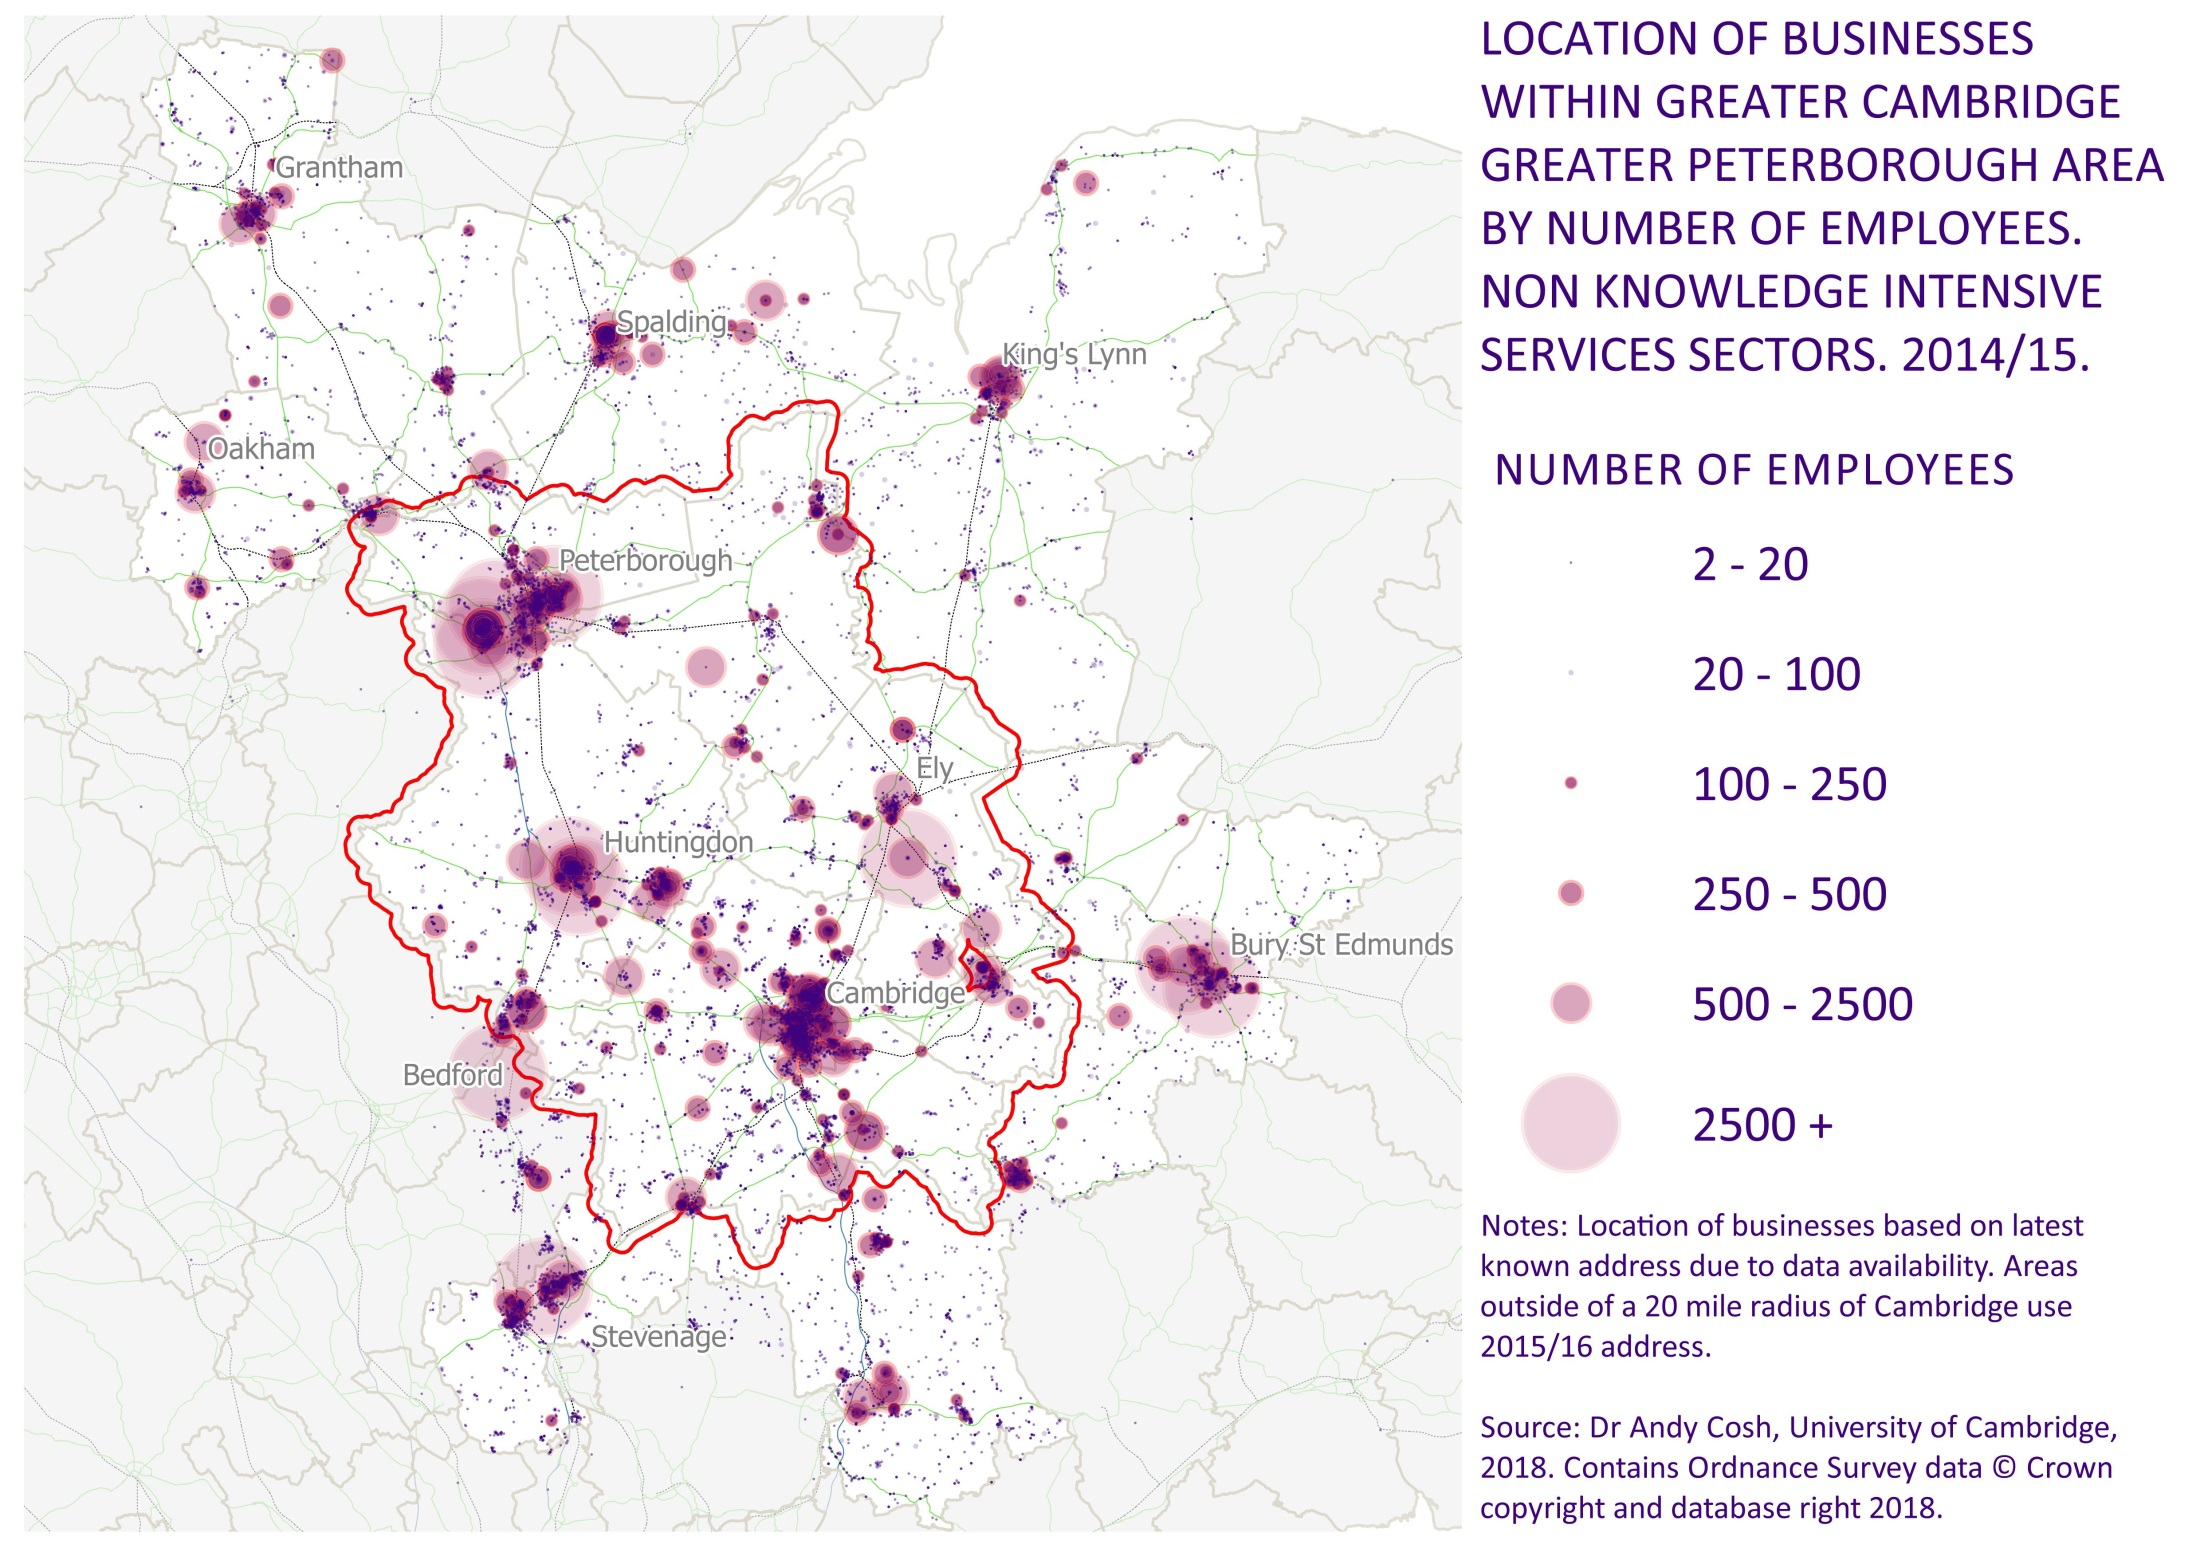 LOCATION OF BUSINESSES
WITHIN GREATER CAMBRIDGE
GREATER PETERBOROUGH AREA
BY NUMBER OF EMPLOYEES.
NON KNOWLEDGE INTENSIVE
SERVICES SECTORS. 2014/15.
NUMBER OF EMPLOYEES
2 - 20
20 - 100
100 - 250
250 - 500
500 - 2500
2500 +
Notes: Location of businesses based on latest
known address due to data availability. Areas
outside of a 20 mile radius of Cambridge use
2015/16 address.
Source: Dr Andy Cosh, University of Cambridge,
2018. Contains Ordnance Survey data © Crown
copyright and database right 2018.
Grantham
Spalding
King's Lynn
Oakham
Peterborough
Ely
Huntingdon
Bury St Edmunds
Cambridge
Bedford
Stevenage